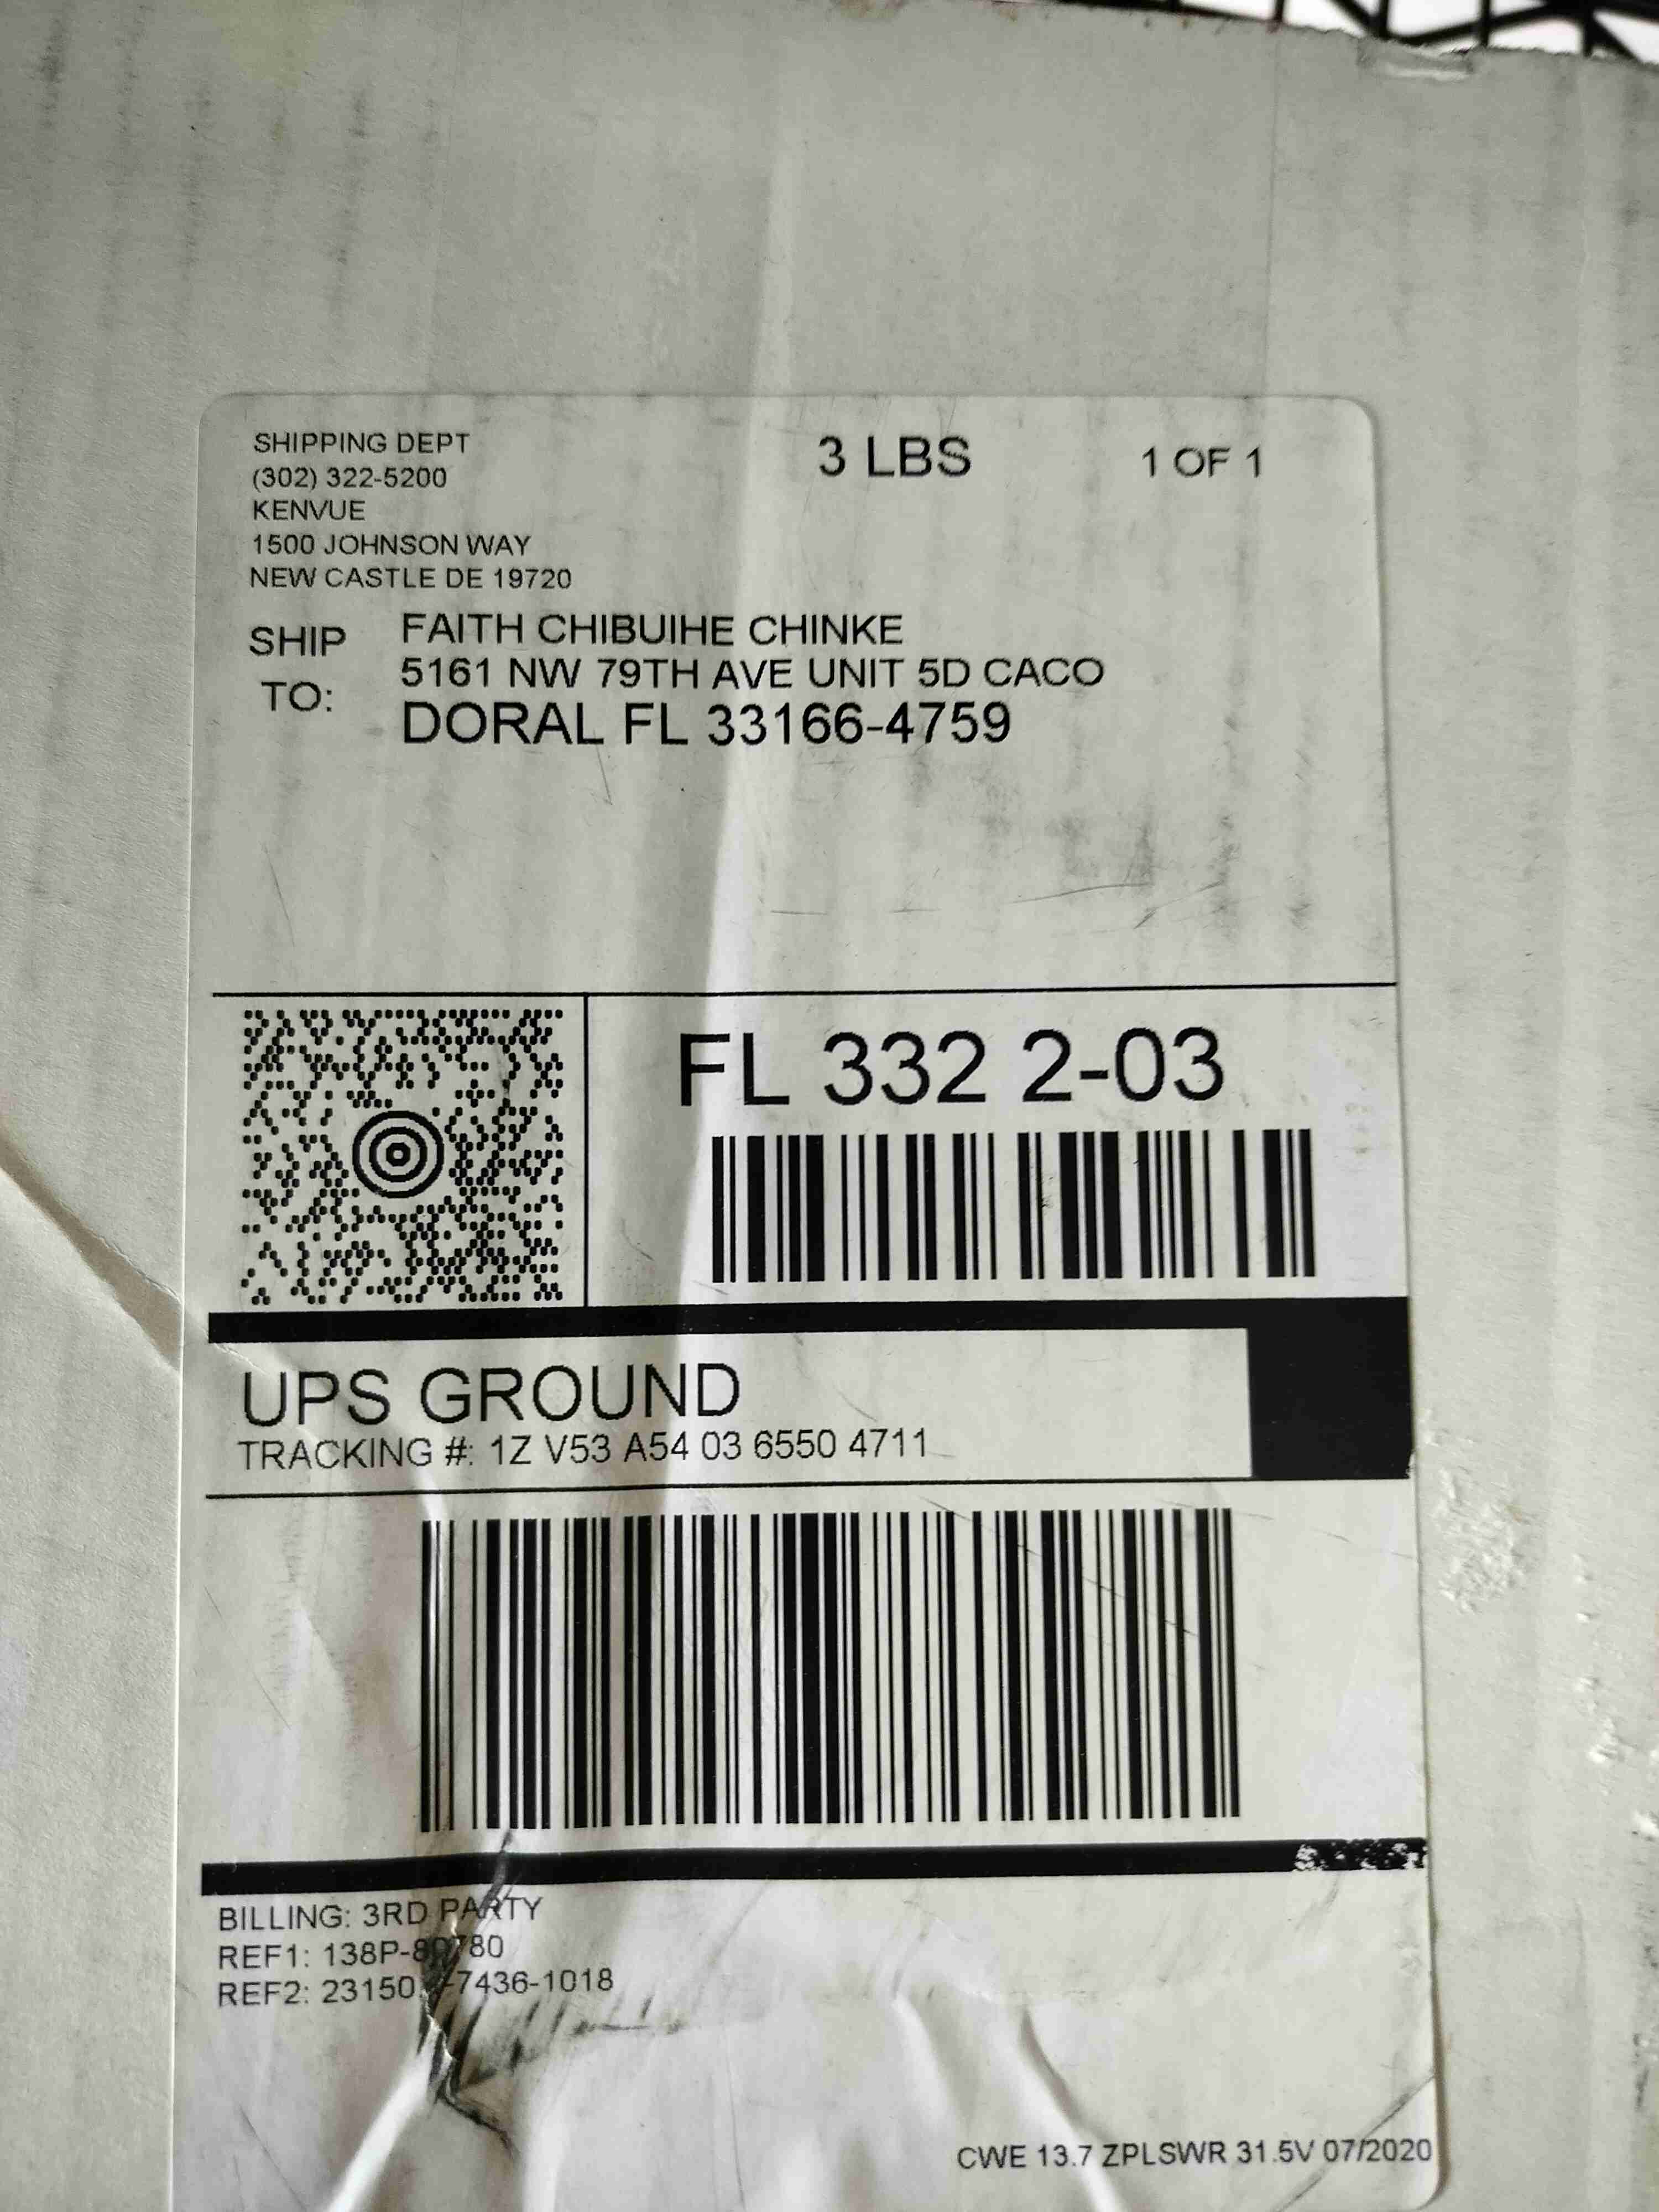 SHIPPING DEPT
(302) 322-5200
KENVUE
1500 JOHNSON WAY
NEW CASTLE DE 19720
3 LBS
1 OF 1
SHIP TO:
FAITH CHIBUIHE CHINKE
5161 NW 79TH AVE UNIT 5D CACO
DORAL FL 33166-4759
FL 332 2-03
UPS GROUND
TRACKING #: 1Z V53 A54 03 6550 4711
BILLING: 3RD PARTY
REF1:
REF2:
CWE 13.7 ZPLSWR 31.5V 07/2020